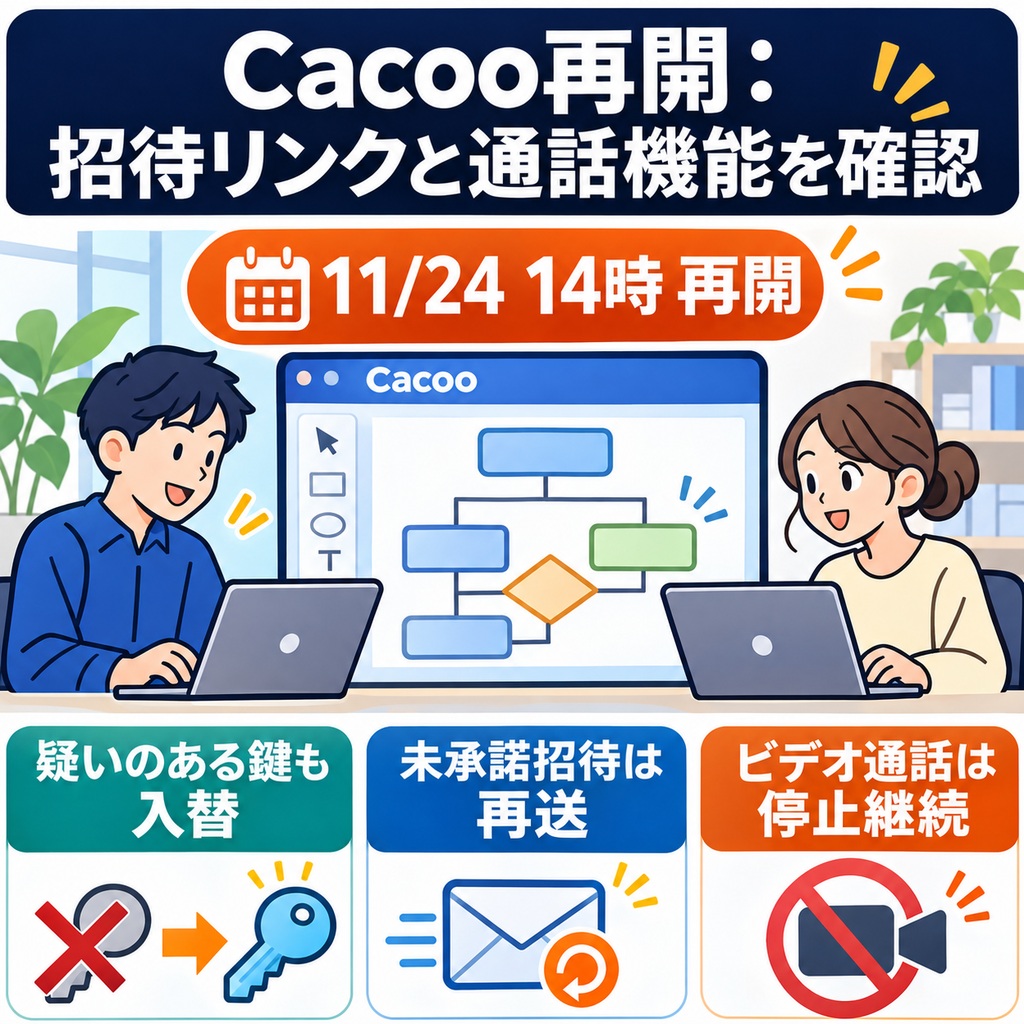 Cacoo再開：
招待リンクと通話機能を確認
11/24 14時 再開
Cacoo
T
疑いのある鍵も
入替
未承諾招待は
再送
ビデオ通話は
停止継続